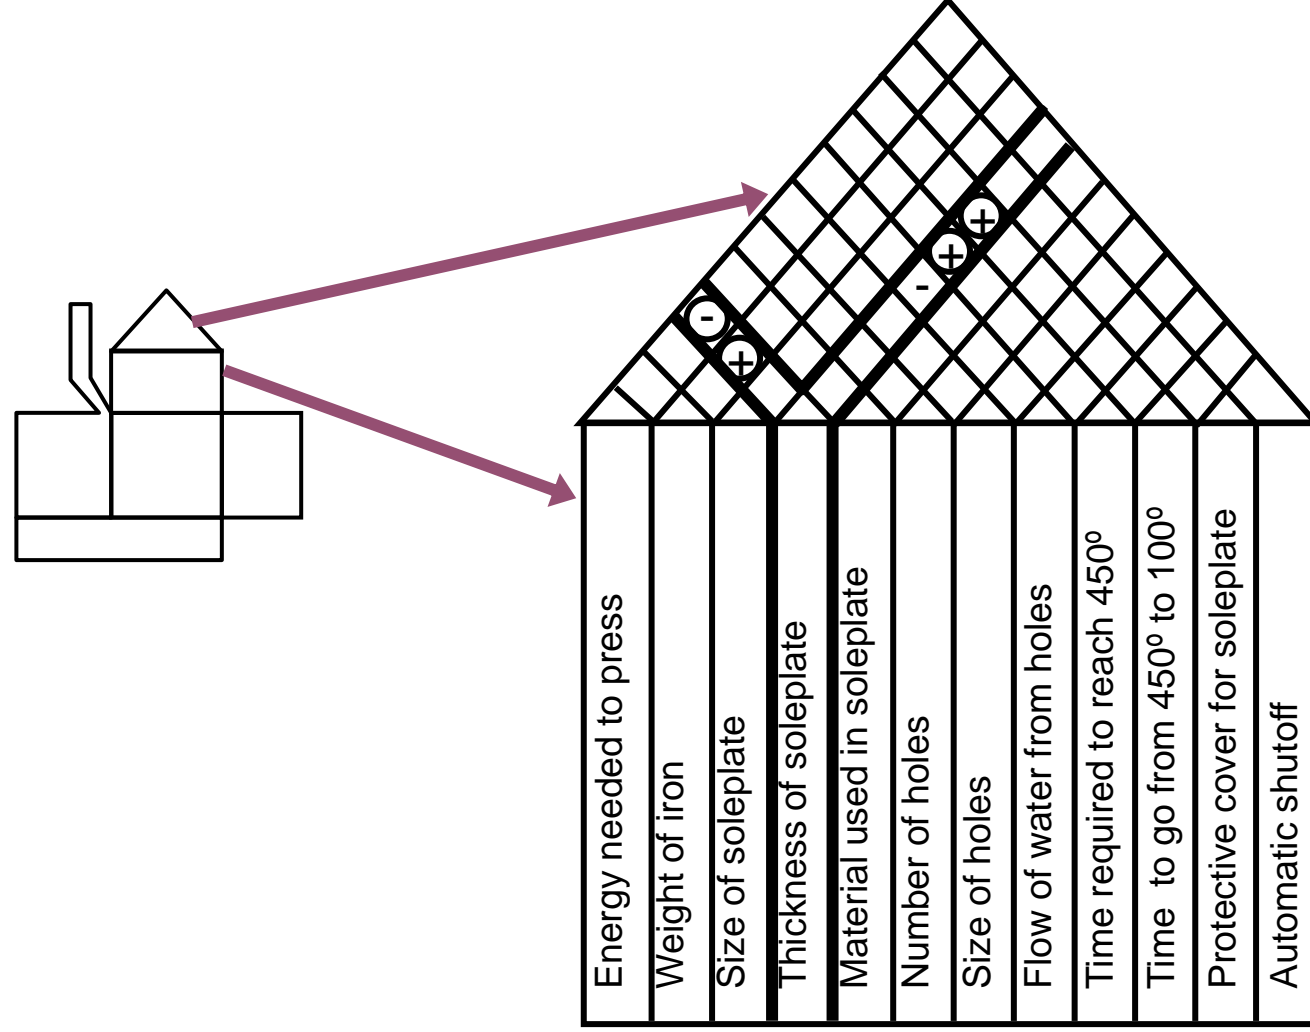 +
+
-
-
+
Energy needed to press
Weight of iron
Size of soleplate
Thickness of soleplate
Material used in soleplate
Number of holes
Size of holes
Flow of water from holes
Time required to reach 450º
Time to go from 450º to 100º
Protective cover for soleplate
Automatic shutoff